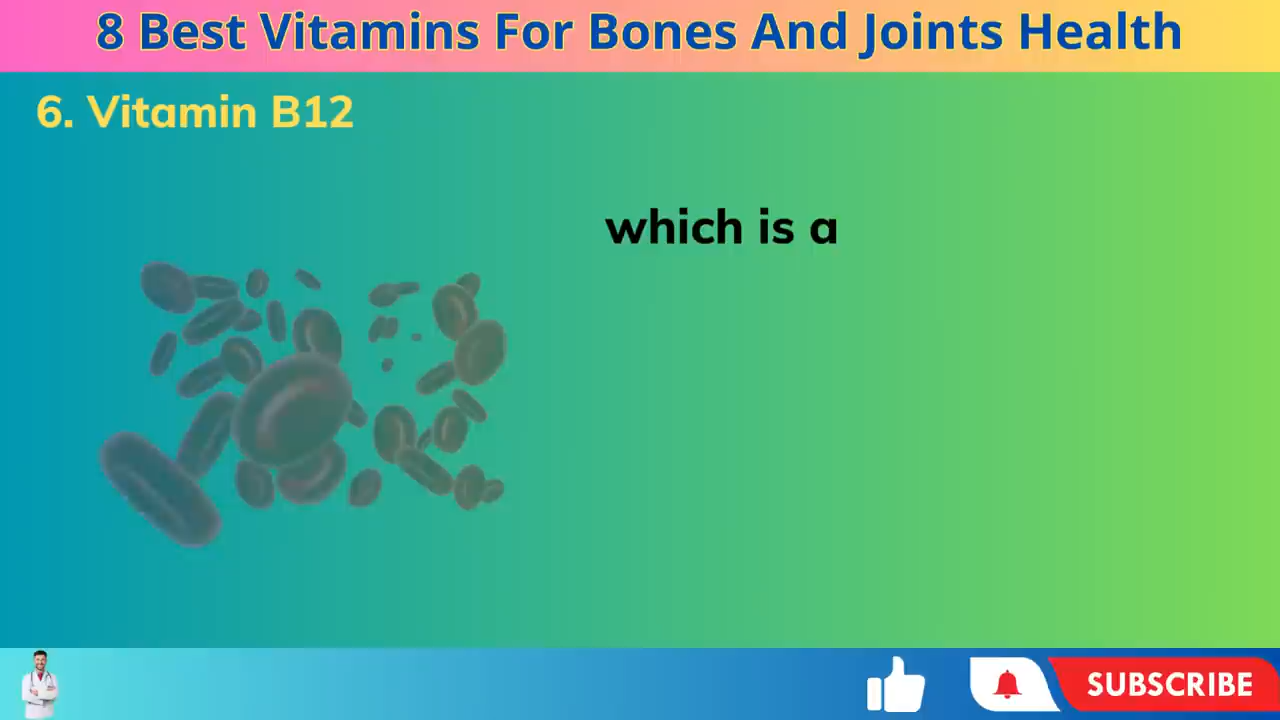 8 Best Vitamins For Bones And Joints Health
6. Vitamin B12
which is a
SUBSCRIBE